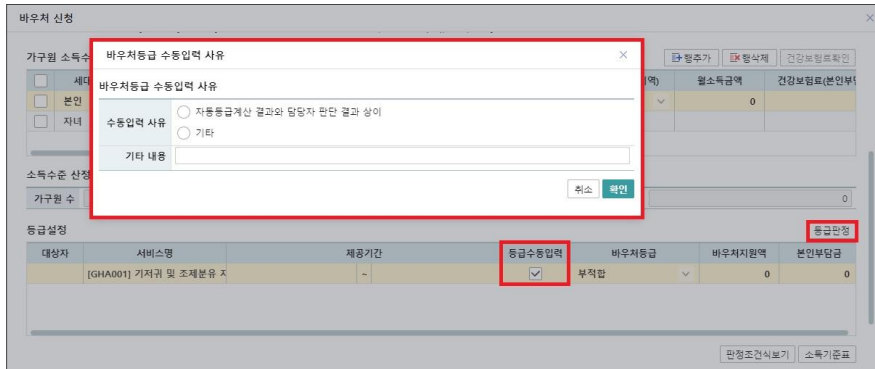 바우처 신청
가구원 소득수
바우처등급 수동입력 사유
행추가 행삭제 건강보험료확인
바우처등급 수동입력 사유
월소득금액 건강보험료(본인부
본인 0
자녀
수동입력 사유 자동등급계산 결과와 담당자 판단 결과 상이
기타
기타 내용
취소 확인
소득수준 산정
가구원 수 0
등급설정 등급판정
대상자 서비스명 제공기간 등급수동입력 바우처등급 바우처지원액 본인부담금
[GHA001] 기저귀 및 조제분유 지 ~ 부적합 0 0
판정조건식보기 소득기준표